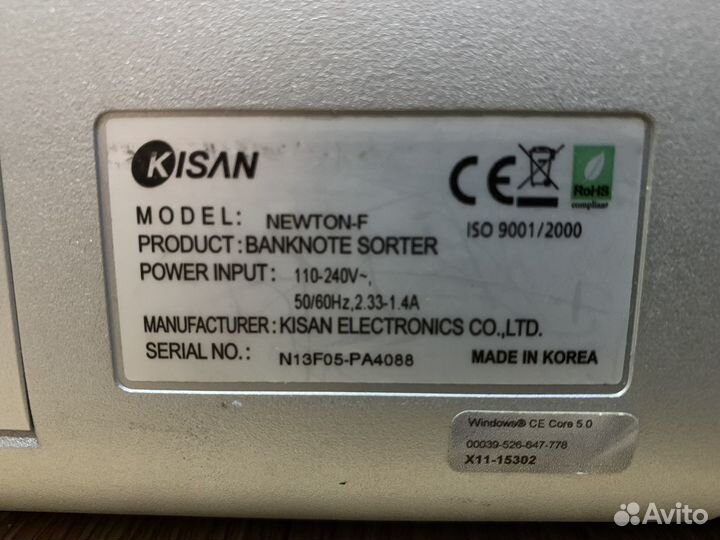 KISAN
MODEL: NEWTON-F
PRODUCT: BANKNOTE SORTER
POWER INPUT: 110-240V~,
50/60Hz,2.33-1.4A
MANUFACTURER: KISAN ELECTRONICS CO.,LTD.
SERIAL NO.: N13F05-PA4088
CE
RoHS
compliant
ISO 9001/2000
MADE IN KOREA
Windows® CE Core 5.0
00039-526-647-778
X11-15302
Avito